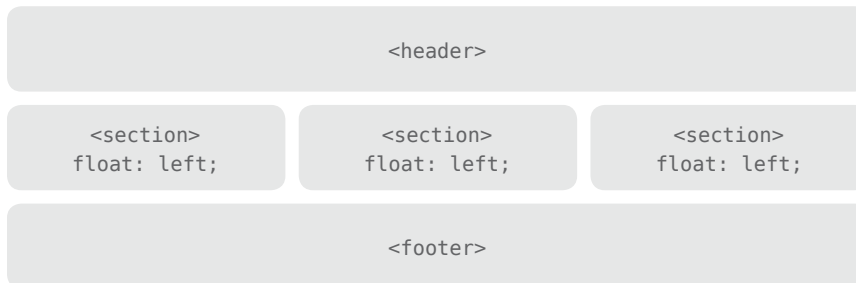 <header>
<section> <section> <section>
float: left; float: left; float: left;
<footer>